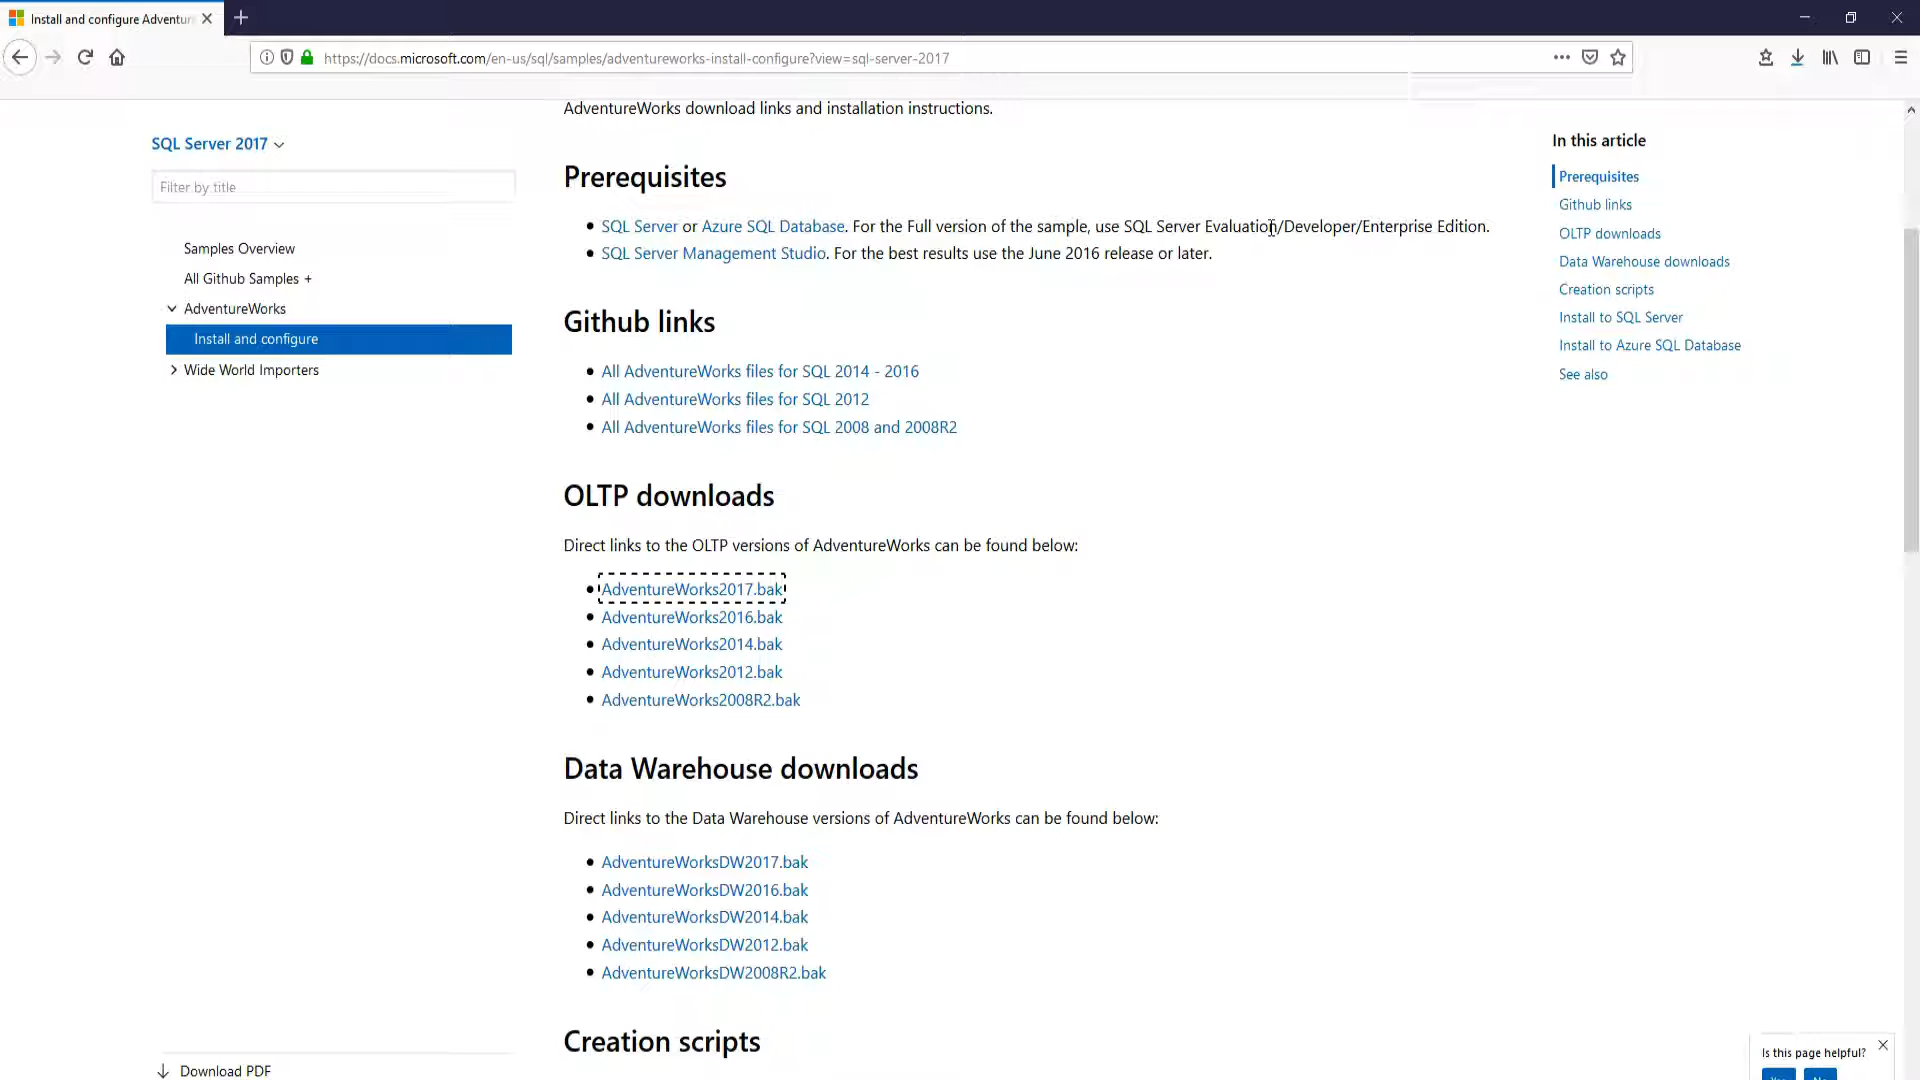 Install and configure Adventur
https://docs.microsoft.com/en-us/sql/samples/adventureworks-install-configure?view=sql-server-2017
SQL Server 2017
Filter by title
Samples Overview
All Github Samples +
AdventureWorks
Install and configure
Wide World Importers
Download PDF
AdventureWorks download links and installation instructions.
Prerequisites
SQL Server or Azure SQL Database. For the Full version of the sample, use SQL Server Evaluation/Developer/Enterprise Edition.
SQL Server Management Studio. For the best results use the June 2016 release or later.
Github links
All AdventureWorks files for SQL 2014 - 2016
All AdventureWorks files for SQL 2012
All AdventureWorks files for SQL 2008 and 2008R2
OLTP downloads
Direct links to the OLTP versions of AdventureWorks can be found below:
AdventureWorks2017.bak
AdventureWorks2016.bak
AdventureWorks2014.bak
AdventureWorks2012.bak
AdventureWorks2008R2.bak
Data Warehouse downloads
Direct links to the Data Warehouse versions of AdventureWorks can be found below:
AdventureWorksDW2017.bak
AdventureWorksDW2016.bak
AdventureWorksDW2014.bak
AdventureWorksDW2012.bak
AdventureWorksDW2008R2.bak
Creation scripts
In this article
Prerequisites
Github links
OLTP downloads
Data Warehouse downloads
Creation scripts
Install to SQL Server
Install to Azure SQL Database
See also
Is this page helpful?